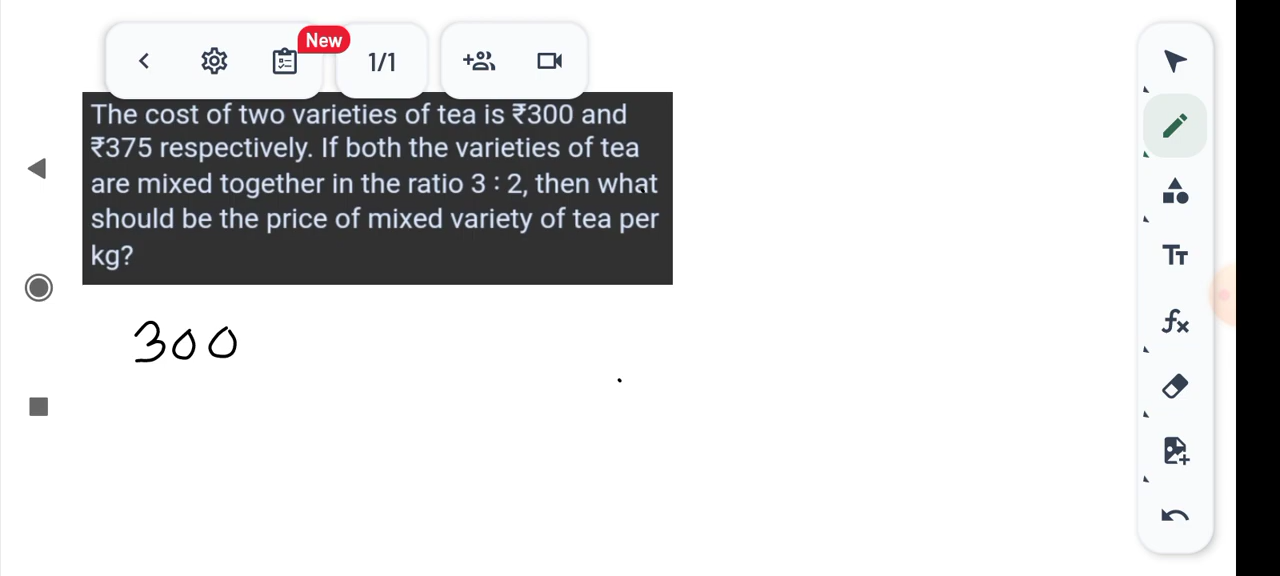 New
1/1
The cost of two varieties of tea is ₹300 and
₹375 respectively. If both the varieties of tea
are mixed together in the ratio 3 : 2, then what
should be the price of mixed variety of tea per
kg?
300
Tт
fx